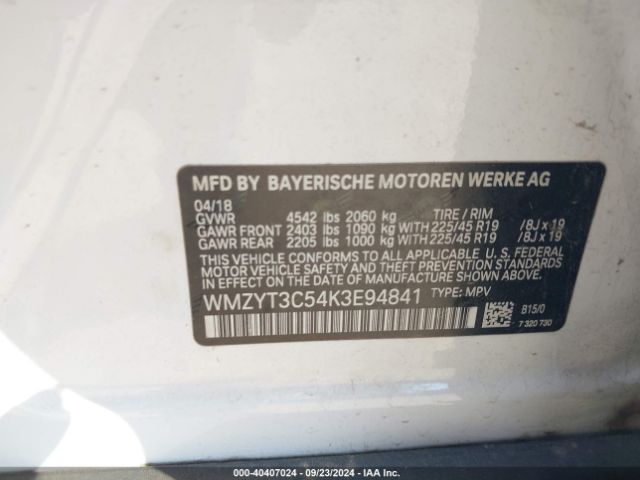 MFD BY BAYERISCHE MOTOREN WERKE AG
04/18
GVWR 4542 lbs 2060 kg TIRE / RIM
GAWR FRONT 2403 lbs 1090 kg WITH 225/45 R19 /8J x 19
GAWR REAR 2205 lbs 1000 kg WITH 225/45 R19 /8J x 19
THIS VEHICLE CONFORMS TO ALL APPLICABLE U.S. FEDERAL
MOTOR VEHICLE SAFETY, BUMPER, AND THEFT PREVENTION
STANDARDS IN EFFECT ON THE DATE OF MANUFACTURE SHOWN ABOVE.
WMZYT3C54K3E94841 TYPE: MPV
B15/0
7 320 730
000-40407024 | 09/23/2024 | IAA Inc.